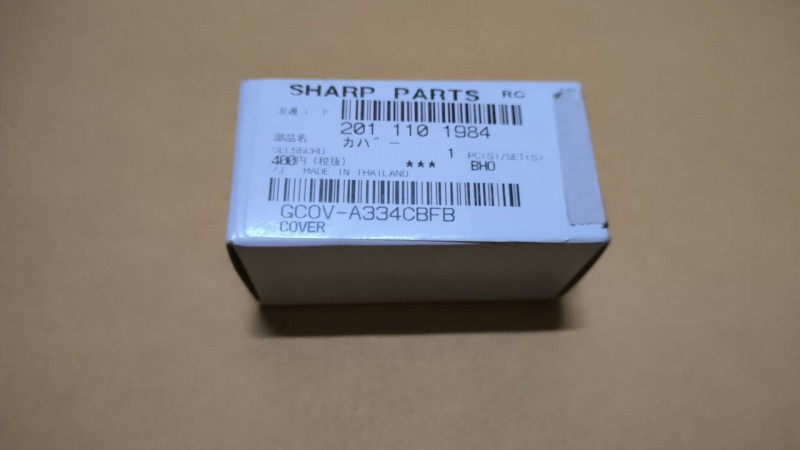 SHARP PARTS RC
201 110 1984
部品名 カバー
1 PC(S)/SET(S)
400円(税抜) *** BHO
MADE IN THAILAND
GCOV-A334CBFB
COVER